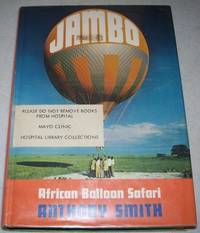 JAMBO
PLEASE DO NOT REMOVE BOOKS
FROM HOSPITAL
MAYO CLINIC
HOSPITAL LIBRARY COLLECTIONS
African Balloon Safari
ANTHONY SMITH